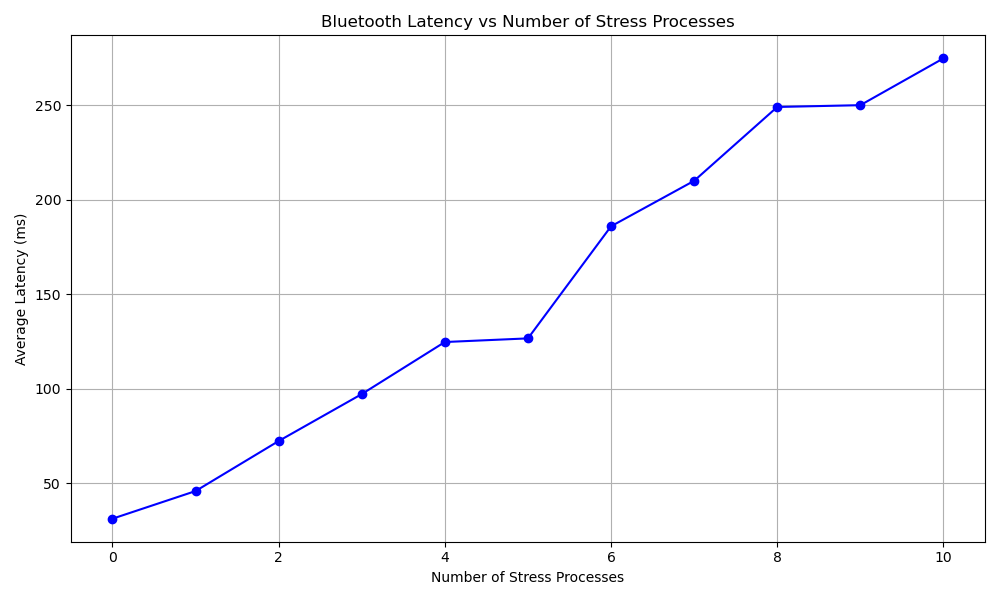 Bluetooth Latency vs Number of Stress Processes
Average Latency (ms)
250
200
150
100
50
0 2 4 6 8 10
Number of Stress Processes